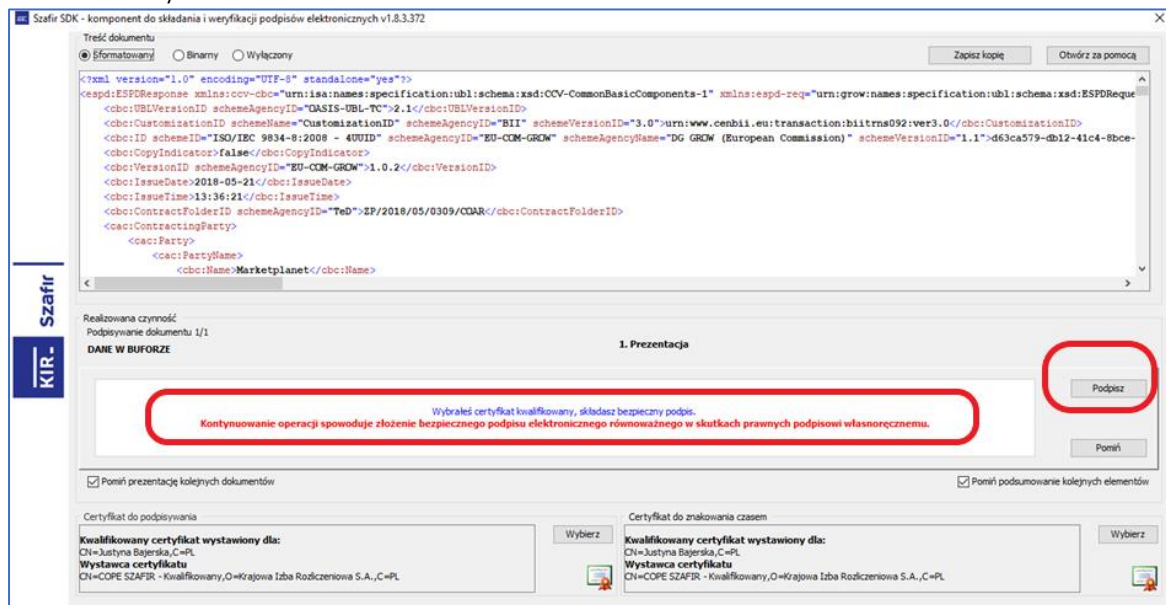 Szafir SDK - komponent do składania i weryfikacji podpisów elektronicznych v1.8.3.372
Treść dokumentu
Sformatowany Binarny Wyłączony Zapisz kopię Otwórz za pomocą
<?xml version="1.0" encoding="UTF-8" standalone="yes"?>
<espd:ESPDResponse xmlns:ccv-cbc="urn:isa:names:specification:ubl:schema:xsd:CCV-CommonBasicComponents-1" xmlns:espd-req="urn:grow:names:specification:ubl:schema:xsd:ESPDReque
<cbc:UBLVersionID schemeAgencyID="OASIS-UBL-TC">2.1</cbc:UBLVersionID>
<cbc:CustomizationID schemeName="CustomizationID" schemeAgencyID="BII" schemeVersionID="3.0">urn:www.cenbii.eu:transaction:biitrns092:ver3.0</cbc:CustomizationID>
<cbc:ID schemeID="ISO/IEC 9834-8:2008 - 4UUID" schemeAgencyID="EU-COM-GROW" schemeAgencyName="DG GROW (European Commission)" schemeVersionID="1.1">d63ca579-db12-41c4-8bce-
<cbc:CopyIndicator>false</cbc:CopyIndicator>
<cbc:VersionID schemeAgencyID="EU-COM-GROW">1.0.2</cbc:VersionID>
<cbc:IssueDate>2018-05-21</cbc:IssueDate>
<cbc:IssueTime>13:36:21</cbc:IssueTime>
<cbc:ContractFolderID schemeAgencyID="TeD">ZP/2018/05/0309/COAR</cbc:ContractFolderID>
<cac:ContractingParty>
<cac:Party>
<cac:PartyName>
<cbc:Name>Marketplanet</cbc:Name>
KIR. Szafir
Realizowana czynność
Podpisywanie dokumentu 1/1
DANE W BUFORZE
1. Prezentacja
Wybrałeś certyfikat kwalifikowany, składasz bezpieczny podpis.
Kontynuowanie operacji spowoduje złożenie bezpiecznego podpisu elektronicznego równoważnego w skutkach prawnych podpisowi własnoręcznemu.
Podpisz
Pomiń
Pomiń prezentację kolejnych dokumentów
Pomiń podsumowanie kolejnych elementów
Certyfikat do podpisywania
Kwalifikowany certyfikat wystawiony dla:
CN=Justyna Bajerska,C=PL
Wystawca certyfikatu
CN=COPE SZAFIR - Kwalifikowany,O=Krajowa Izba Rozliczeniowa S.A.,C=PL
Wybierz
Certyfikat do znakowania czasem
Kwalifikowany certyfikat wystawiony dla:
CN=Justyna Bajerska,C=PL
Wystawca certyfikatu
CN=COPE SZAFIR - Kwalifikowany,O=Krajowa Izba Rozliczeniowa S.A.,C=PL
Wybierz